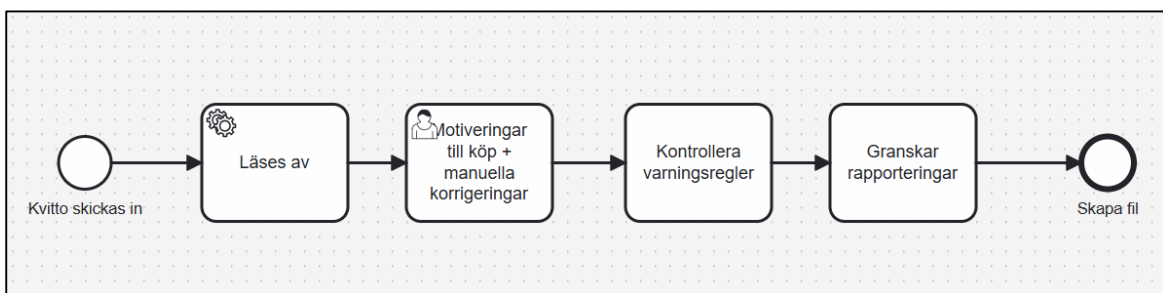 Kvitto skickas in
Läses av
Motiveringar
till köp +
manuella
korrigeringar
Kontrollera
varningsregler
Granskar
rapporteringar
Skapa fil